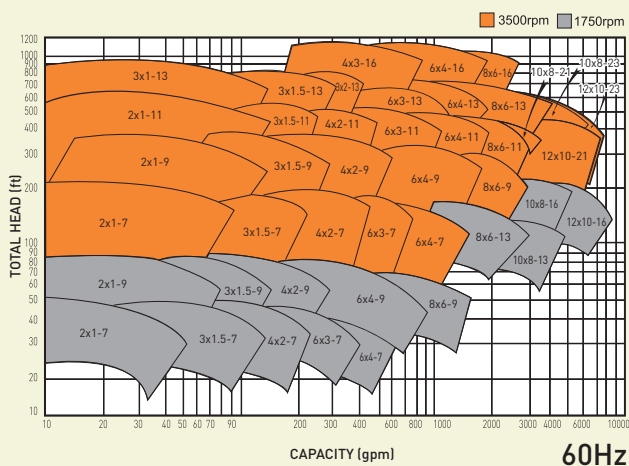 3500rpm 1750rpm
1200
1000
900
800
700
600
500
400
300
200
100
90
80
70
60
50
40
30
20
10
TOTAL HEAD (ft)
4x3-16
6x4-16
8x6-16
10x8-21
10x8-23
12x10-23
3x1-13
3x1.5-13
8x2-13
6x3-13
6x4-13
8x6-13
2x1-11
3x1.5-11
4x2-11
6x3-11
6x4-11
8x6-11
12x10-21
2x1-9
3x1.5-9
4x2-9
6x4-9
8x6-9
10x8-16
12x10-16
2x1-7
3x1.5-7
4x2-7
6x3-7
6x4-7
8x6-13
10x8-13
2x1-9
3x1.5-9
4x2-9
6x4-9
8x6-9
2x1-7
3x1.5-7
4x2-7
6x3-7
6x4-7
10 20 30 40 50 60 70 90 200 300 400 600 1000 2000 3000 4000 6000 10000
CAPACITY (gpm)
60Hz